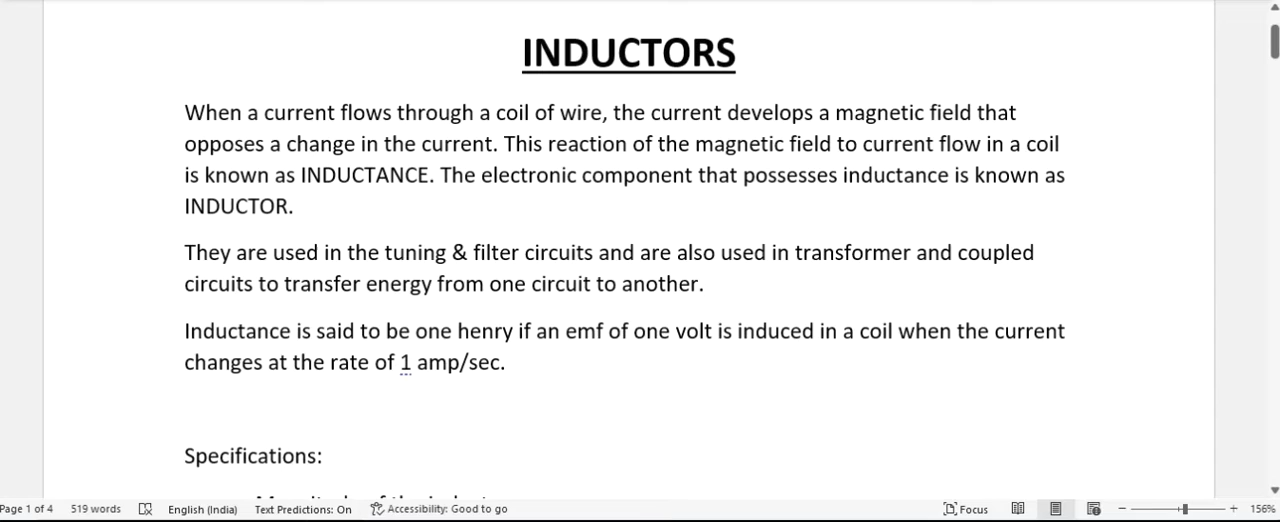 INDUCTORS
When a current flows through a coil of wire, the current develops a magnetic field that
opposes a change in the current. This reaction of the magnetic field to current flow in a coil
is known as INDUCTANCE. The electronic component that possesses inductance is known as
INDUCTOR.
They are used in the tuning & filter circuits and are also used in transformer and coupled
circuits to transfer energy from one circuit to another.
Inductance is said to be one henry if an emf of one volt is induced in a coil when the current
changes at the rate of 1 amp/sec.
Specifications:
Page 1 of 4 519 words English (India) Text Predictions: On Accessibility: Good to go Focus 156%